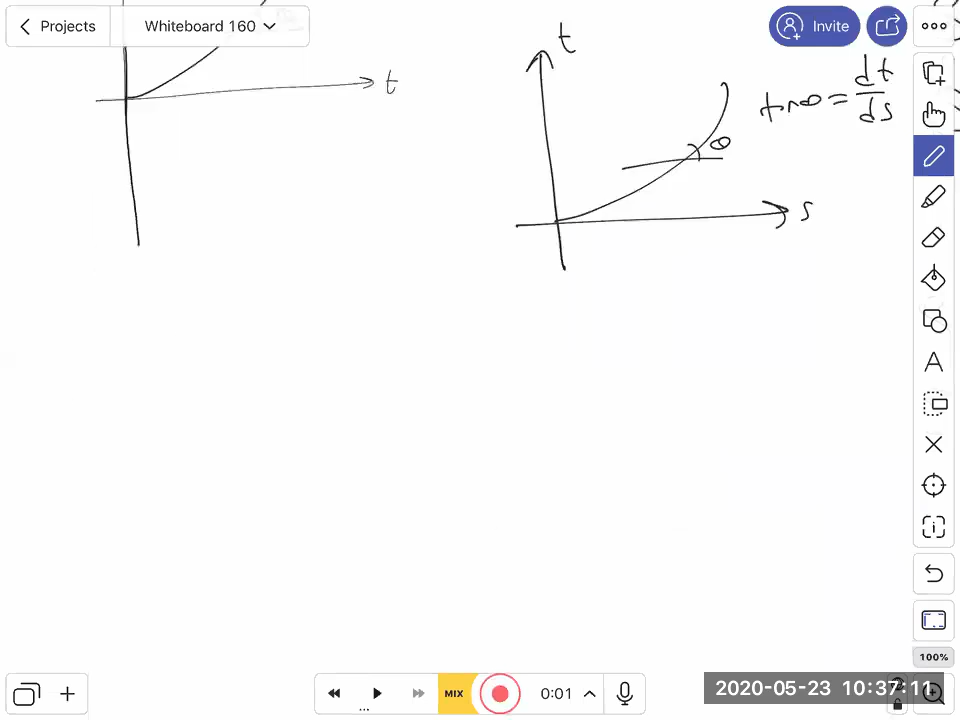 Projects
Whiteboard 160
Invite
t
t
θ
tanθ = dt/ds
s
A
100%
MIX
0:01
2020-05-23 10:37:11